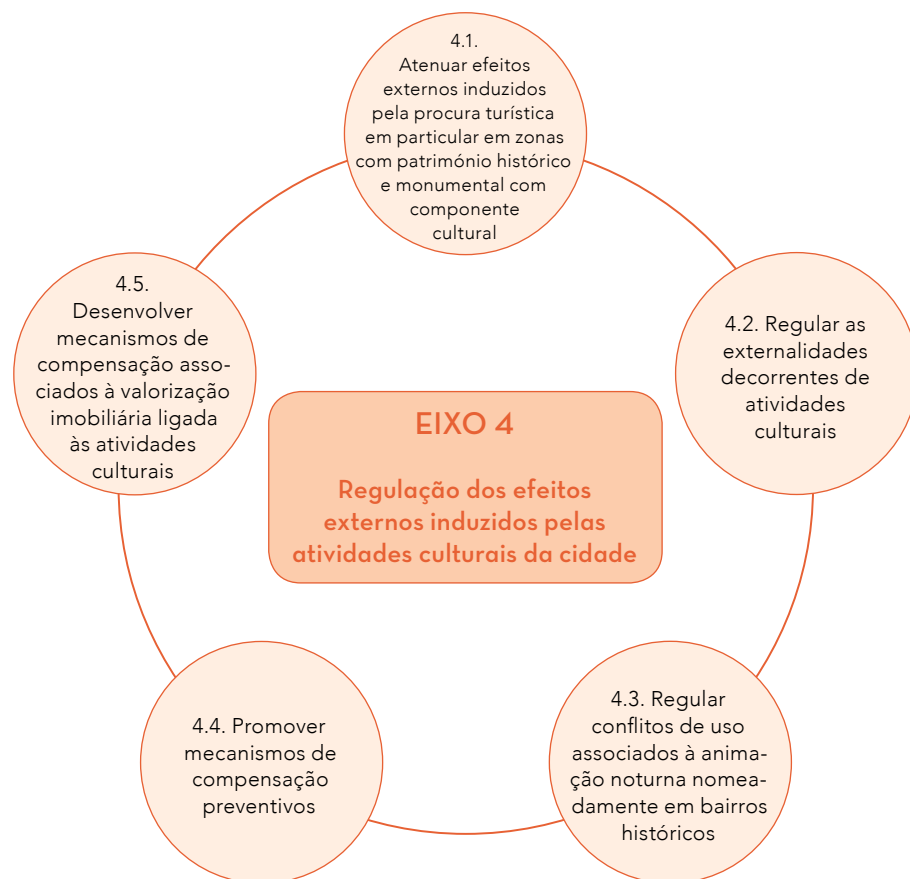 4.1.
Atenuar efeitos
externos induzidos
pela procura turística
em particular em zonas
com património histórico
e monumental com
componente
cultural
4.2. Regular as
externalidades
decorrentes de
atividades
culturais
4.3. Regular
conflitos de uso
associados à anima-
ção noturna nomea-
damente em bairros
históricos
4.4. Promover
mecanismos de
compensação
preventivos
4.5.
Desenvolver
mecanismos de
compensação asso-
ciados à valorização
imobiliária ligada
às atividades
culturais
EIXO 4
Regulação dos efeitos
externos induzidos pelas
atividades culturais da cidade